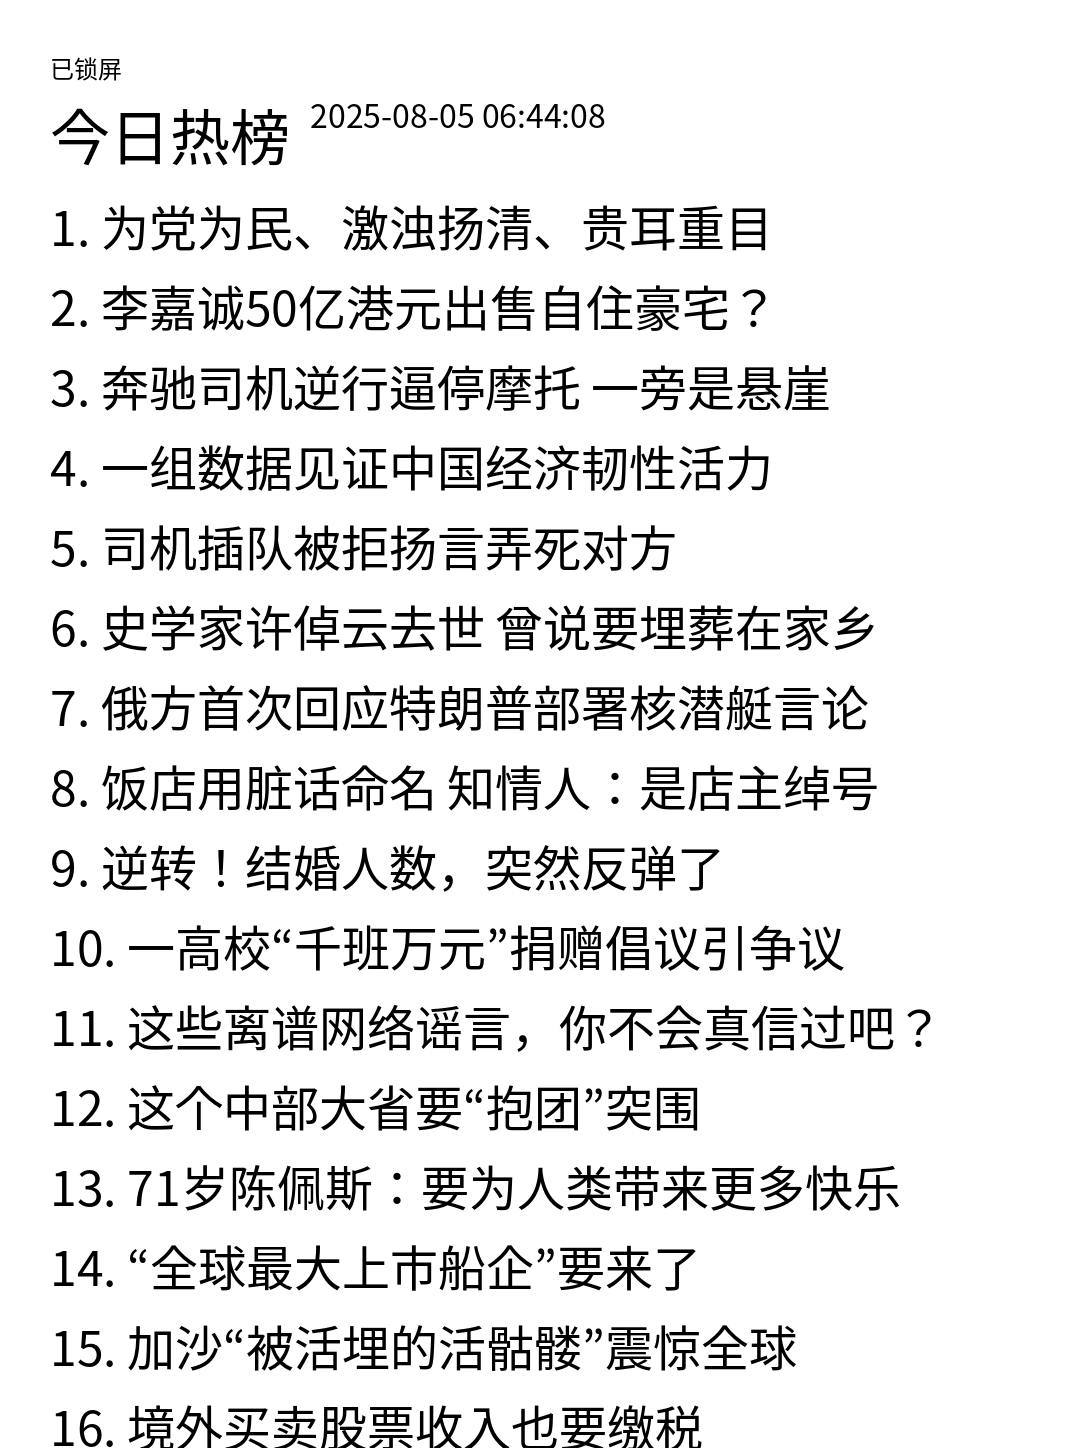 已锁屏
今日热榜 2025-08-05 06:44:08
1. 为党为民、激浊扬清、贵耳重目
2. 李嘉诚50亿港元出售自住豪宅？
3. 奔驰司机逆行逼停摩托 一旁是悬崖
4. 一组数据见证中国经济韧性活力
5. 司机插队被拒扬言弄死对方
6. 史学家许倬云去世 曾说要埋葬在家乡
7. 俄方首次回应特朗普部署核潜艇言论
8. 饭店用脏话命名 知情人：是店主绰号
9. 逆转！结婚人数，突然反弹了
10. 一高校“千班万元”捐赠倡议引争议
11. 这些离谱网络谣言，你不会真信过吧？
12. 这个中部大省要“抱团”突围
13. 71岁陈佩斯：要为人类带来更多快乐
14. “全球最大上市船企”要来了
15. 加沙“被活埋的活骷髅”震惊全球
16. 境外买卖股票收入也要缴税